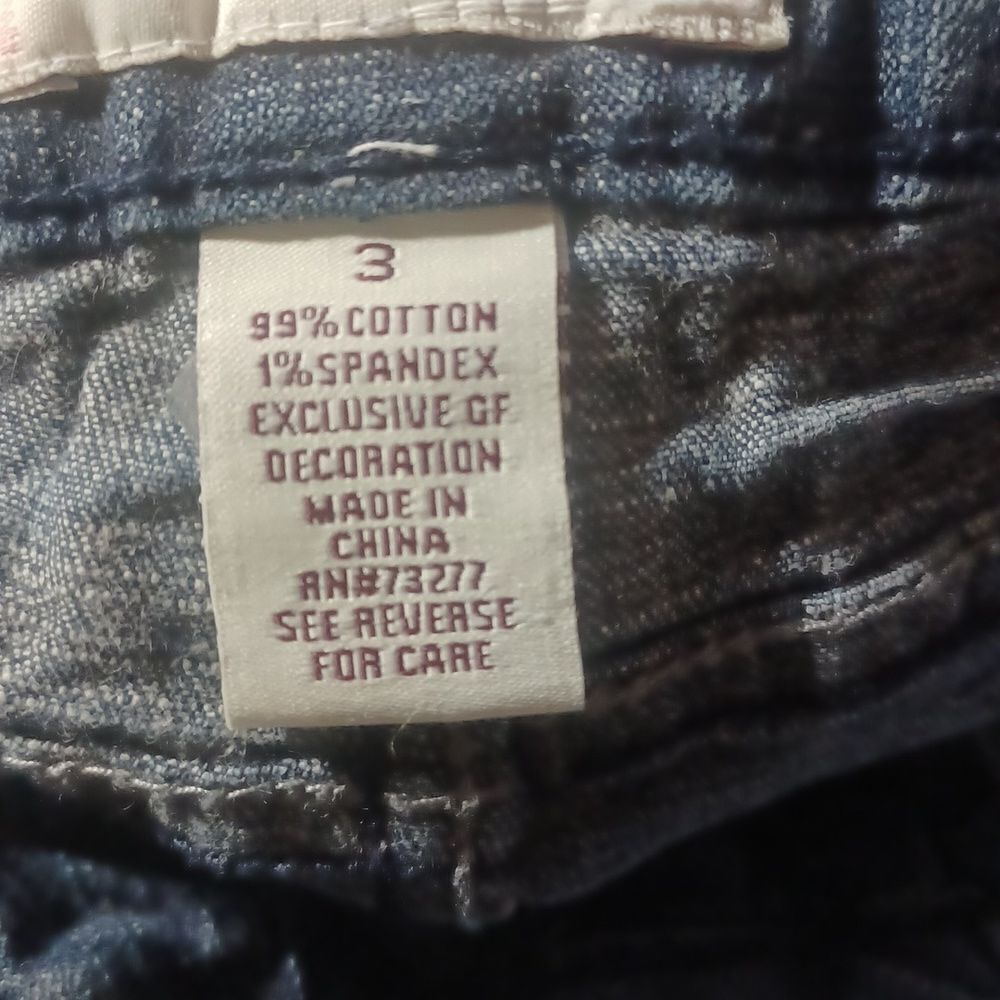 3
99% COTTON
1% SPANDEX
EXCLUSIVE OF
DECORATION
MADE IN
CHINA
RN#73277
SEE REVERSE
FOR CARE